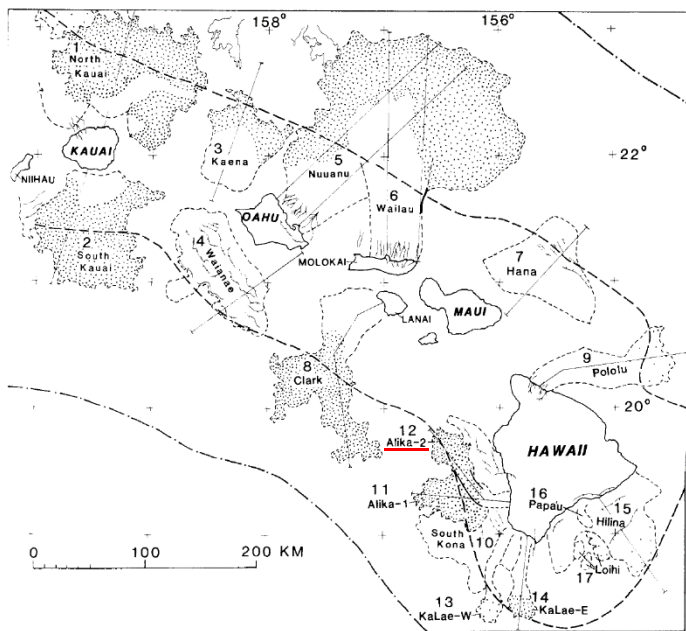 158°
156°
1
North
Kauai
KAUAI
NIIHAU
3
Kaena
5
Nuuanu
22°
6
Wailau
OAHU
2
South
Kauai
4
Waianae
MOLOKAI
7
Hana
LANAI
MAUI
8
Clark
9
Pololu
20°
12
Alika-2
HAWAII
11
Alika-1
16
Papau
15
Hilina
South
Kona
10
0 100 200 KM
17
Loihi
13
KaLae-W
14
KaLae-E